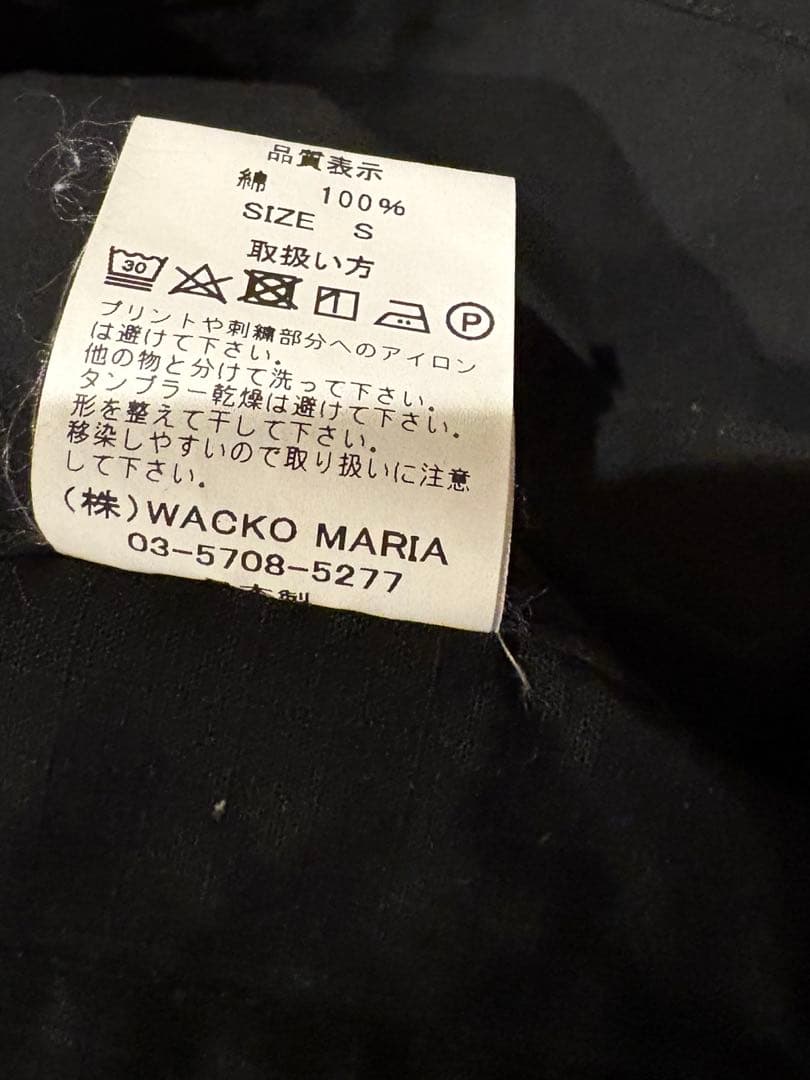 品質表示
綿 100%
SIZE S
取扱い方
30 P
プリントや刺繍部分へのアイロン
は避けて下さい。
他の物と分けて洗って下さい。
タンブラー乾燥は避けて下さい。
形を整えて干して下さい。
移染しやすいので取り扱いに注意
して下さい。
(株)WACKO MARIA
03-5708-5277